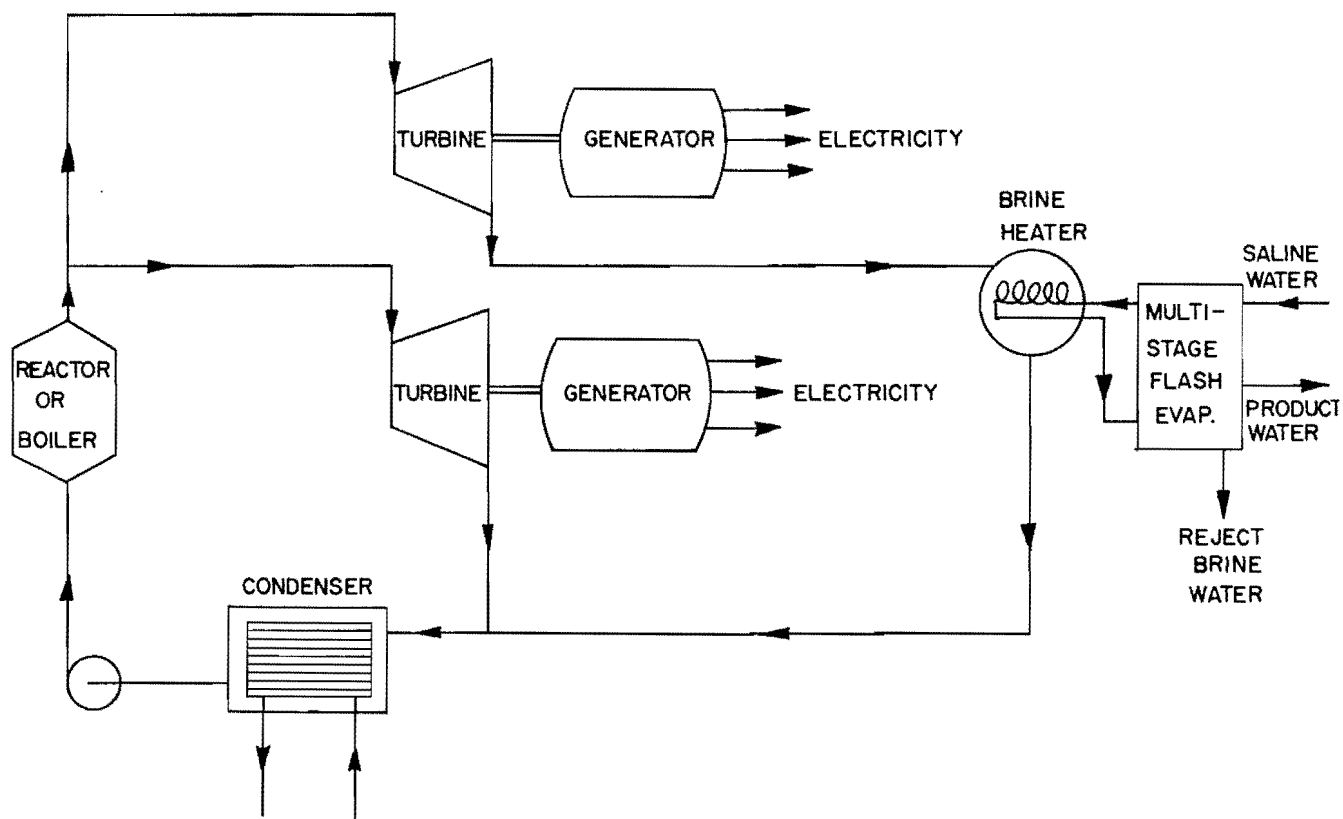 TURBINE
GENERATOR
ELECTRICITY
BRINE
HEATER
SALINE
WATER
MULTI-
STAGE
FLASH
EVAP.
PRODUCT
WATER
REACTOR
OR
BOILER
TURBINE
GENERATOR
ELECTRICITY
REJECT
BRINE
WATER
CONDENSER